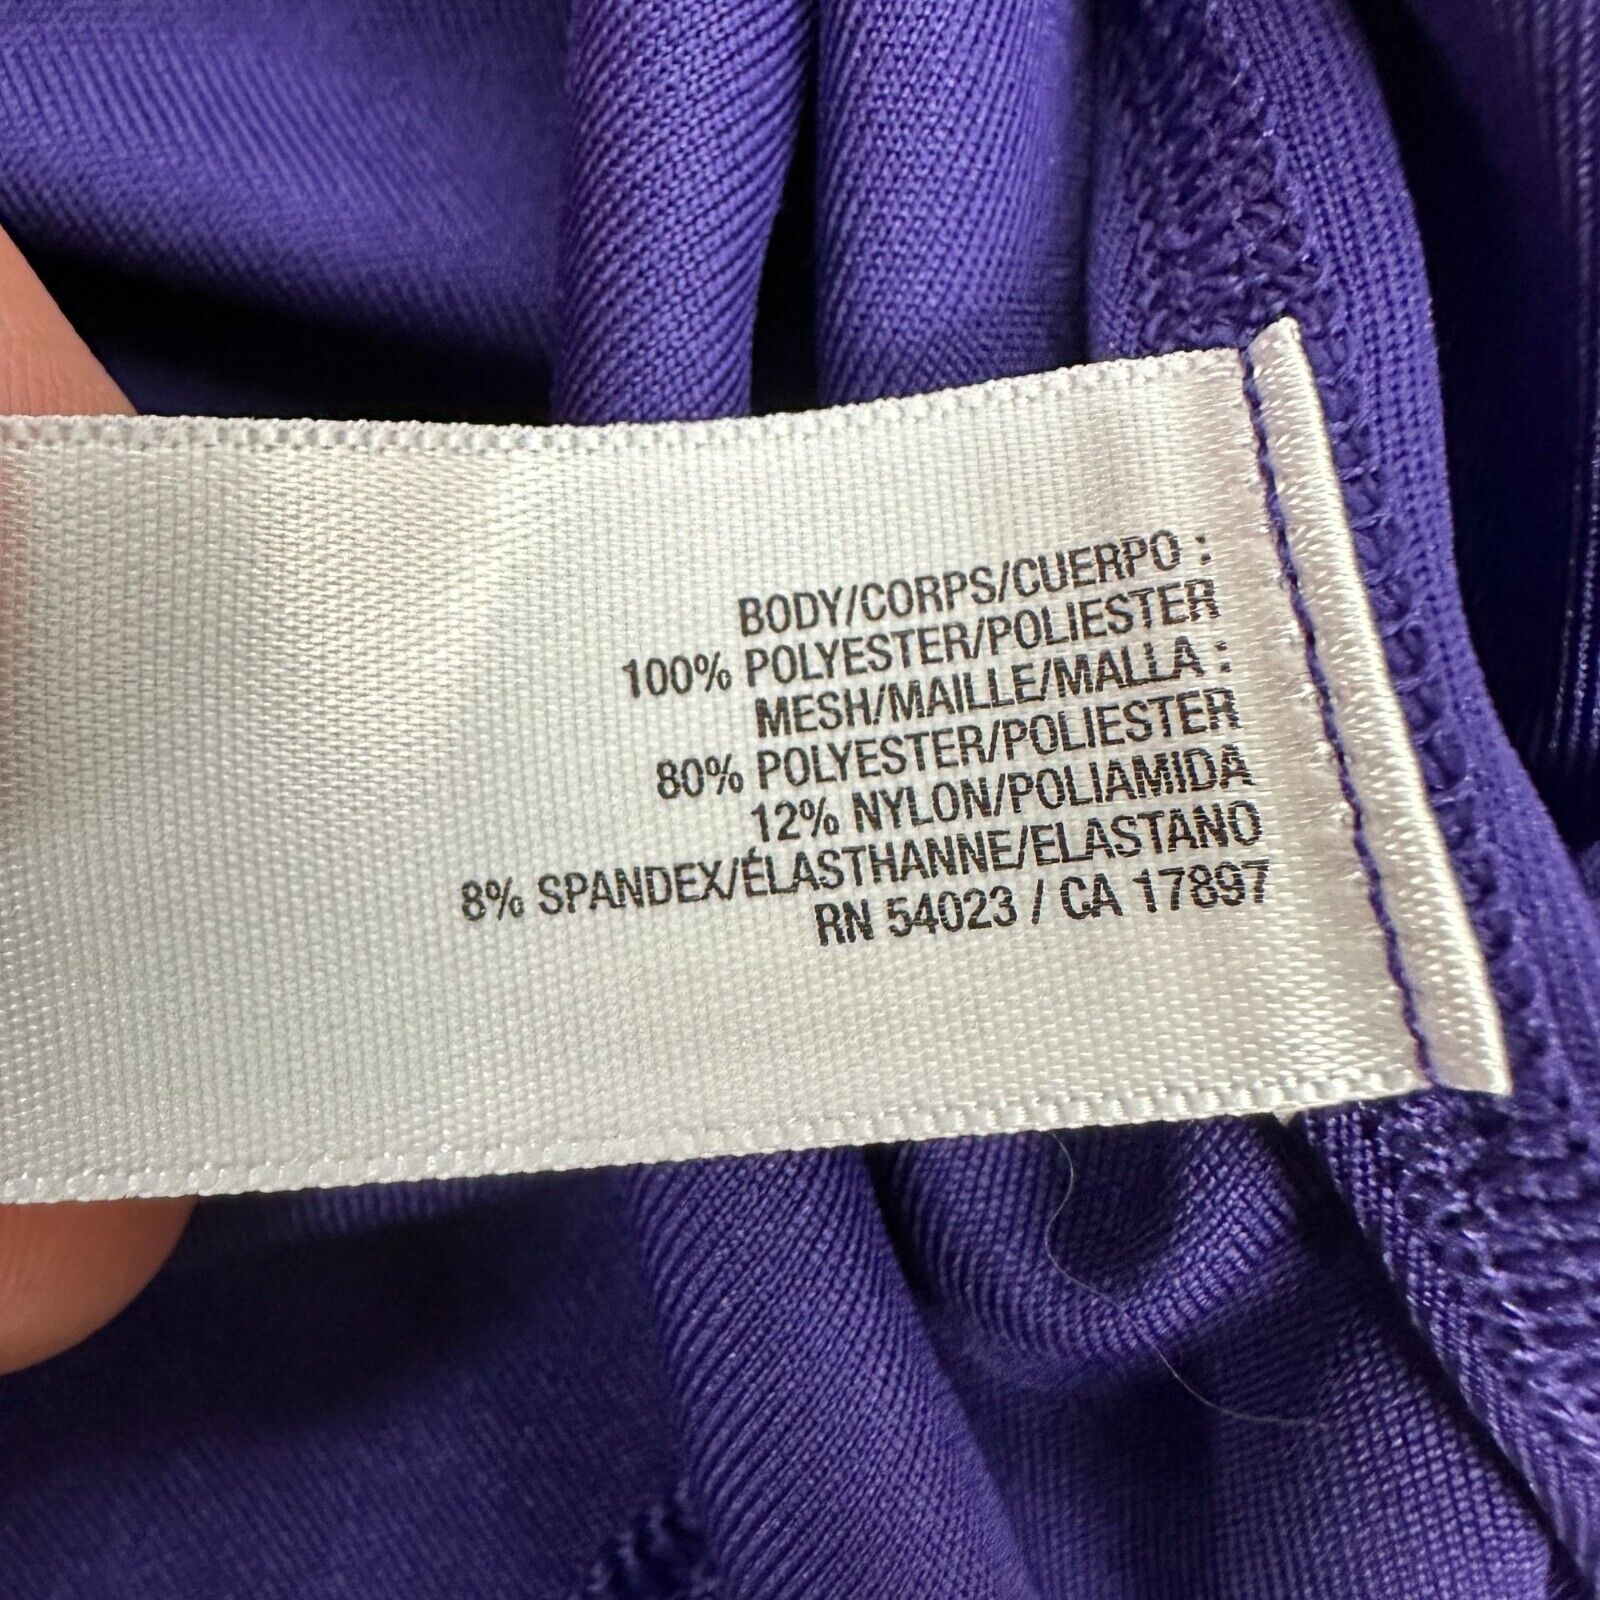 BODY/CORPS/CUERPO :
100% POLYESTER/POLIESTER
MESH/MAILLE/MALLA :
80% POLYESTER/POLIESTER
12% NYLON/POLIAMIDA
8% SPANDEX/ÉLASTHANNE/ELASTANO
RN 54023 / CA 17897